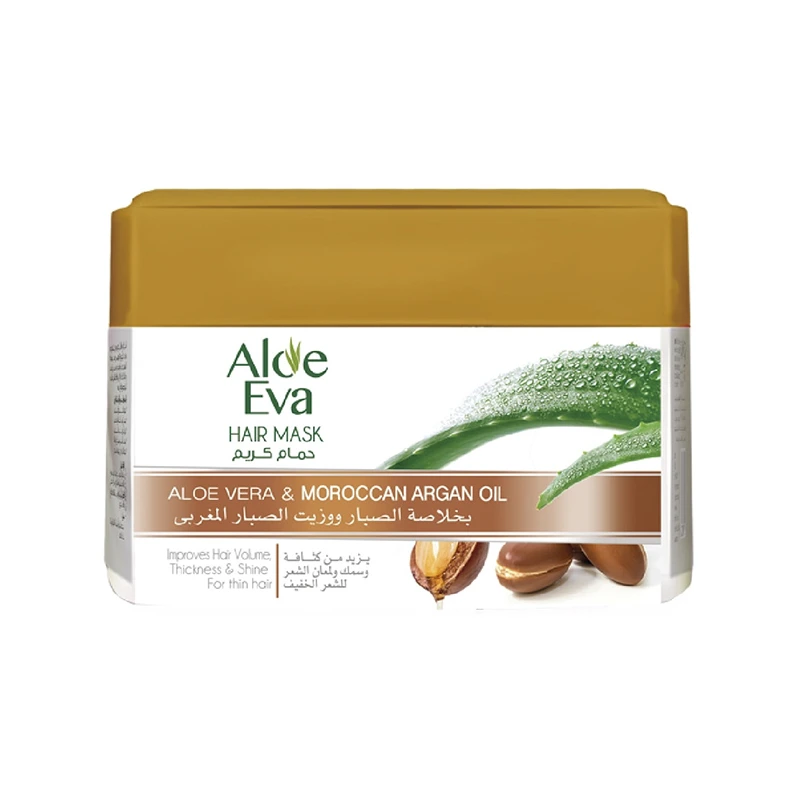 Aloe
Eva
HAIR MASK
حمام كريم
ALOE VERA & MOROCCAN ARGAN OIL
بخلاصة الصبار ووزيت الصبار المغربى
Improves Hair Volume,
Thickness & Shine
For thin hair
يزيد من كثافة
وسمك ولمعان الشعر
للشعر الخفيف